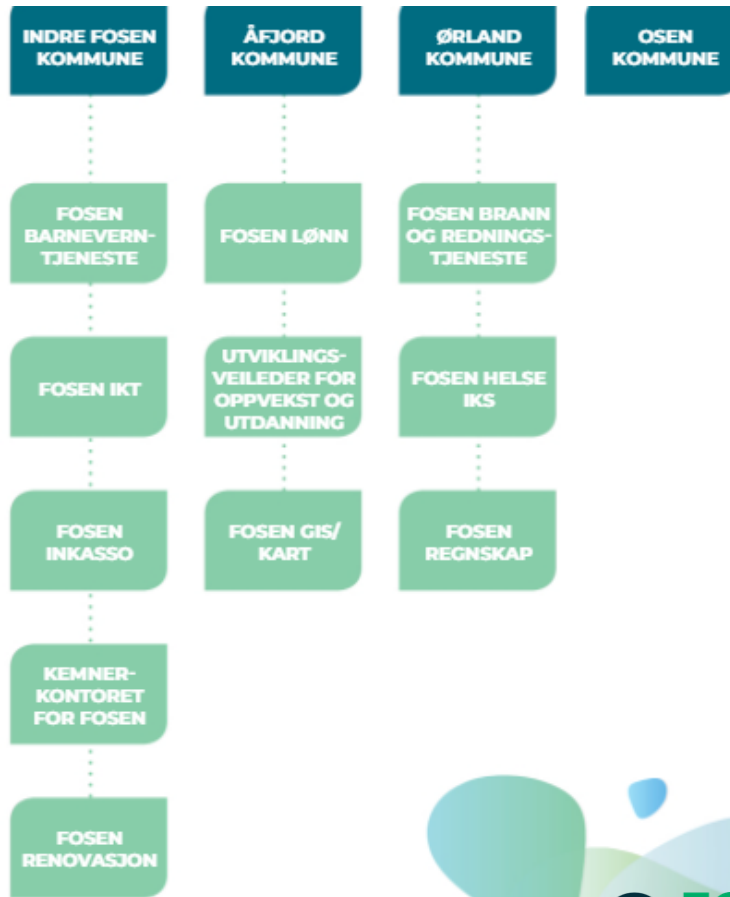 INDRE FOSEN
KOMMUNE
ÅFJORD
KOMMUNE
ØRLAND
KOMMUNE
OSEN
KOMMUNE
FOSEN
BARNEVERN-
TJENESTE
FOSEN LØNN
FOSEN BRANN
OG REDNINGS-
TJENESTE
FOSEN IKT
UTVIKLINGS-
VEILEDER FOR
OPPVEKST OG
UTDANNING
FOSEN HELSE
IKS
FOSEN
INKASSO
FOSEN GIS/
KART
FOSEN
REGNSKAP
KEMNER-
KONTORET
FOR FOSEN
FOSEN
RENOVASJON